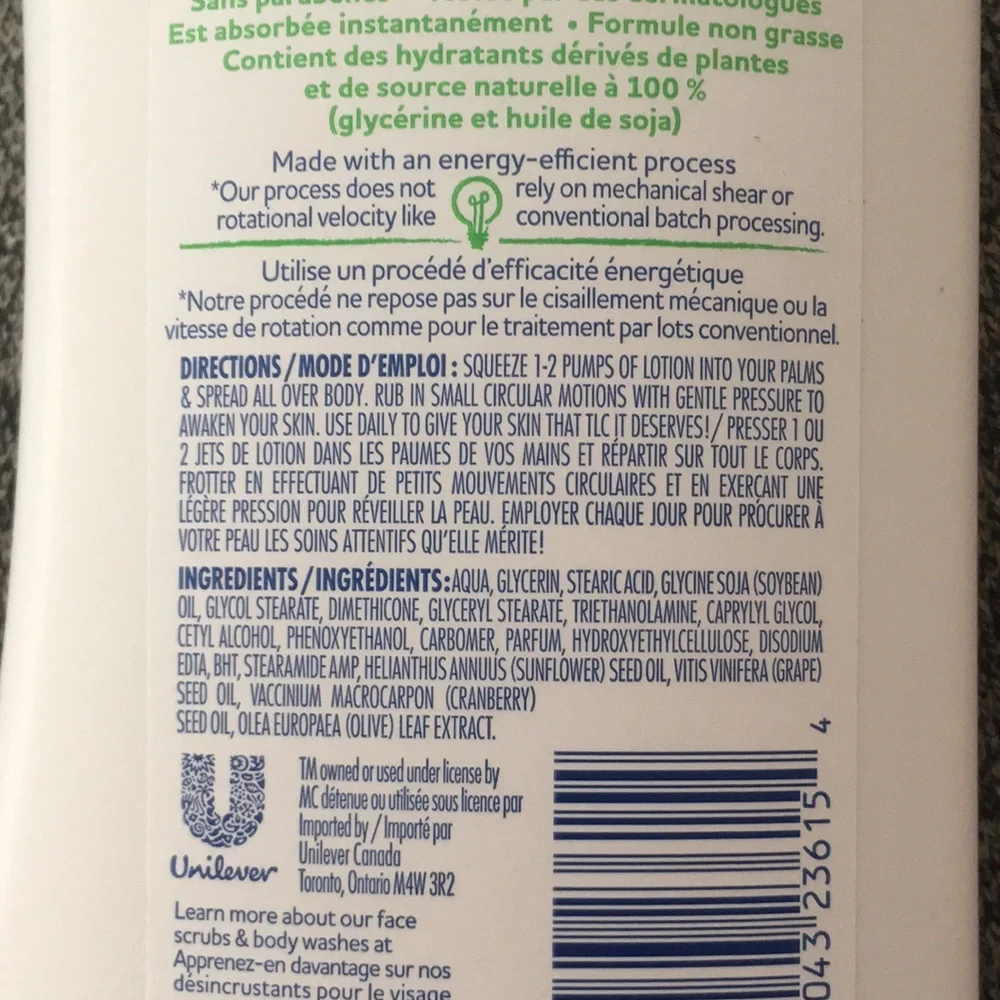 Sans parabènes
Est absorbée instantanément • Formule non grasse
Contient des hydratants dérivés de plantes
et de source naturelle à 100 %
(glycérine et huile de soja)
Made with an energy-efficient process
*Our process does not rely on mechanical shear or
rotational velocity like conventional batch processing.
Utilise un procédé d'efficacité énergétique
*Notre procédé ne repose pas sur le cisaillement mécanique ou la
vitesse de rotation comme pour le traitement par lots conventionnel.
DIRECTIONS / MODE D'EMPLOI : SQUEEZE 1-2 PUMPS OF LOTION INTO YOUR PALMS
& SPREAD ALL OVER BODY. RUB IN SMALL CIRCULAR MOTIONS WITH GENTLE PRESSURE TO
AWAKEN YOUR SKIN. USE DAILY TO GIVE YOUR SKIN THAT TLC IT DESERVES! / PRESSER 1 OU
2 JETS DE LOTION DANS LES PAUMES DE VOS MAINS ET RÉPARTIR SUR TOUT LE CORPS.
FROTTER EN EFFECTUANT DE PETITS MOUVEMENTS CIRCULAIRES ET EN EXERÇANT UNE
LÉGÈRE PRESSION POUR RÉVEILLER LA PEAU. EMPLOYER CHAQUE JOUR POUR PROCURER À
VOTRE PEAU LES SOINS ATTENTIFS QU'ELLE MÉRITE!
INGREDIENTS / INGRÉDIENTS: AQUA, GLYCERIN, STEARIC ACID, GLYCINE SOJA (SOYBEAN)
OIL, GLYCOL STEARATE, DIMETHICONE, GLYCERYL STEARATE, TRIETHANOLAMINE, CAPRYLYL GLYCOL,
CETYL ALCOHOL, PHENOXYETHANOL, CARBOMER, PARFUM, HYDROXYETHYLCELLULOSE, DISODIUM
EDTA, BHT, STEARAMIDE AMP, HELIANTHUS ANNUUS (SUNFLOWER) SEED OIL, VITIS VINIFERA (GRAPE)
SEED OIL, VACCINIUM MACROCARPON (CRANBERRY)
SEED OIL, OLEA EUROPAEA (OLIVE) LEAF EXTRACT.
Unilever
TM owned or used under license by
MC détenue ou utilisée sous licence par
Imported by / Importé par
Unilever Canada
Toronto, Ontario M4W 3R2
Learn more about our face
scrubs & body washes at
Apprenez-en davantage sur nos
désincrustants pour le visage
043 23615 4